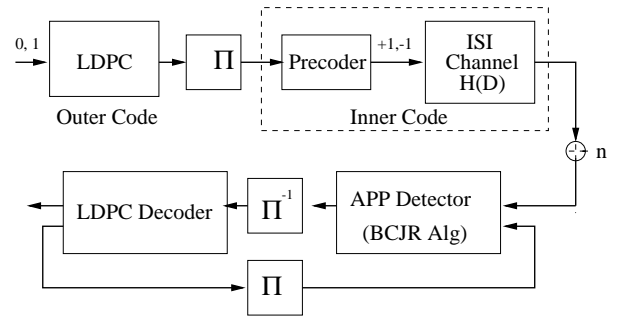 0, 1
LDPC
Π
Precoder
+1,-1
ISI
Channel
H(D)
Outer Code
Inner Code
n
LDPC Decoder
Π-1
APP Detector
(BCJR Alg)
Π